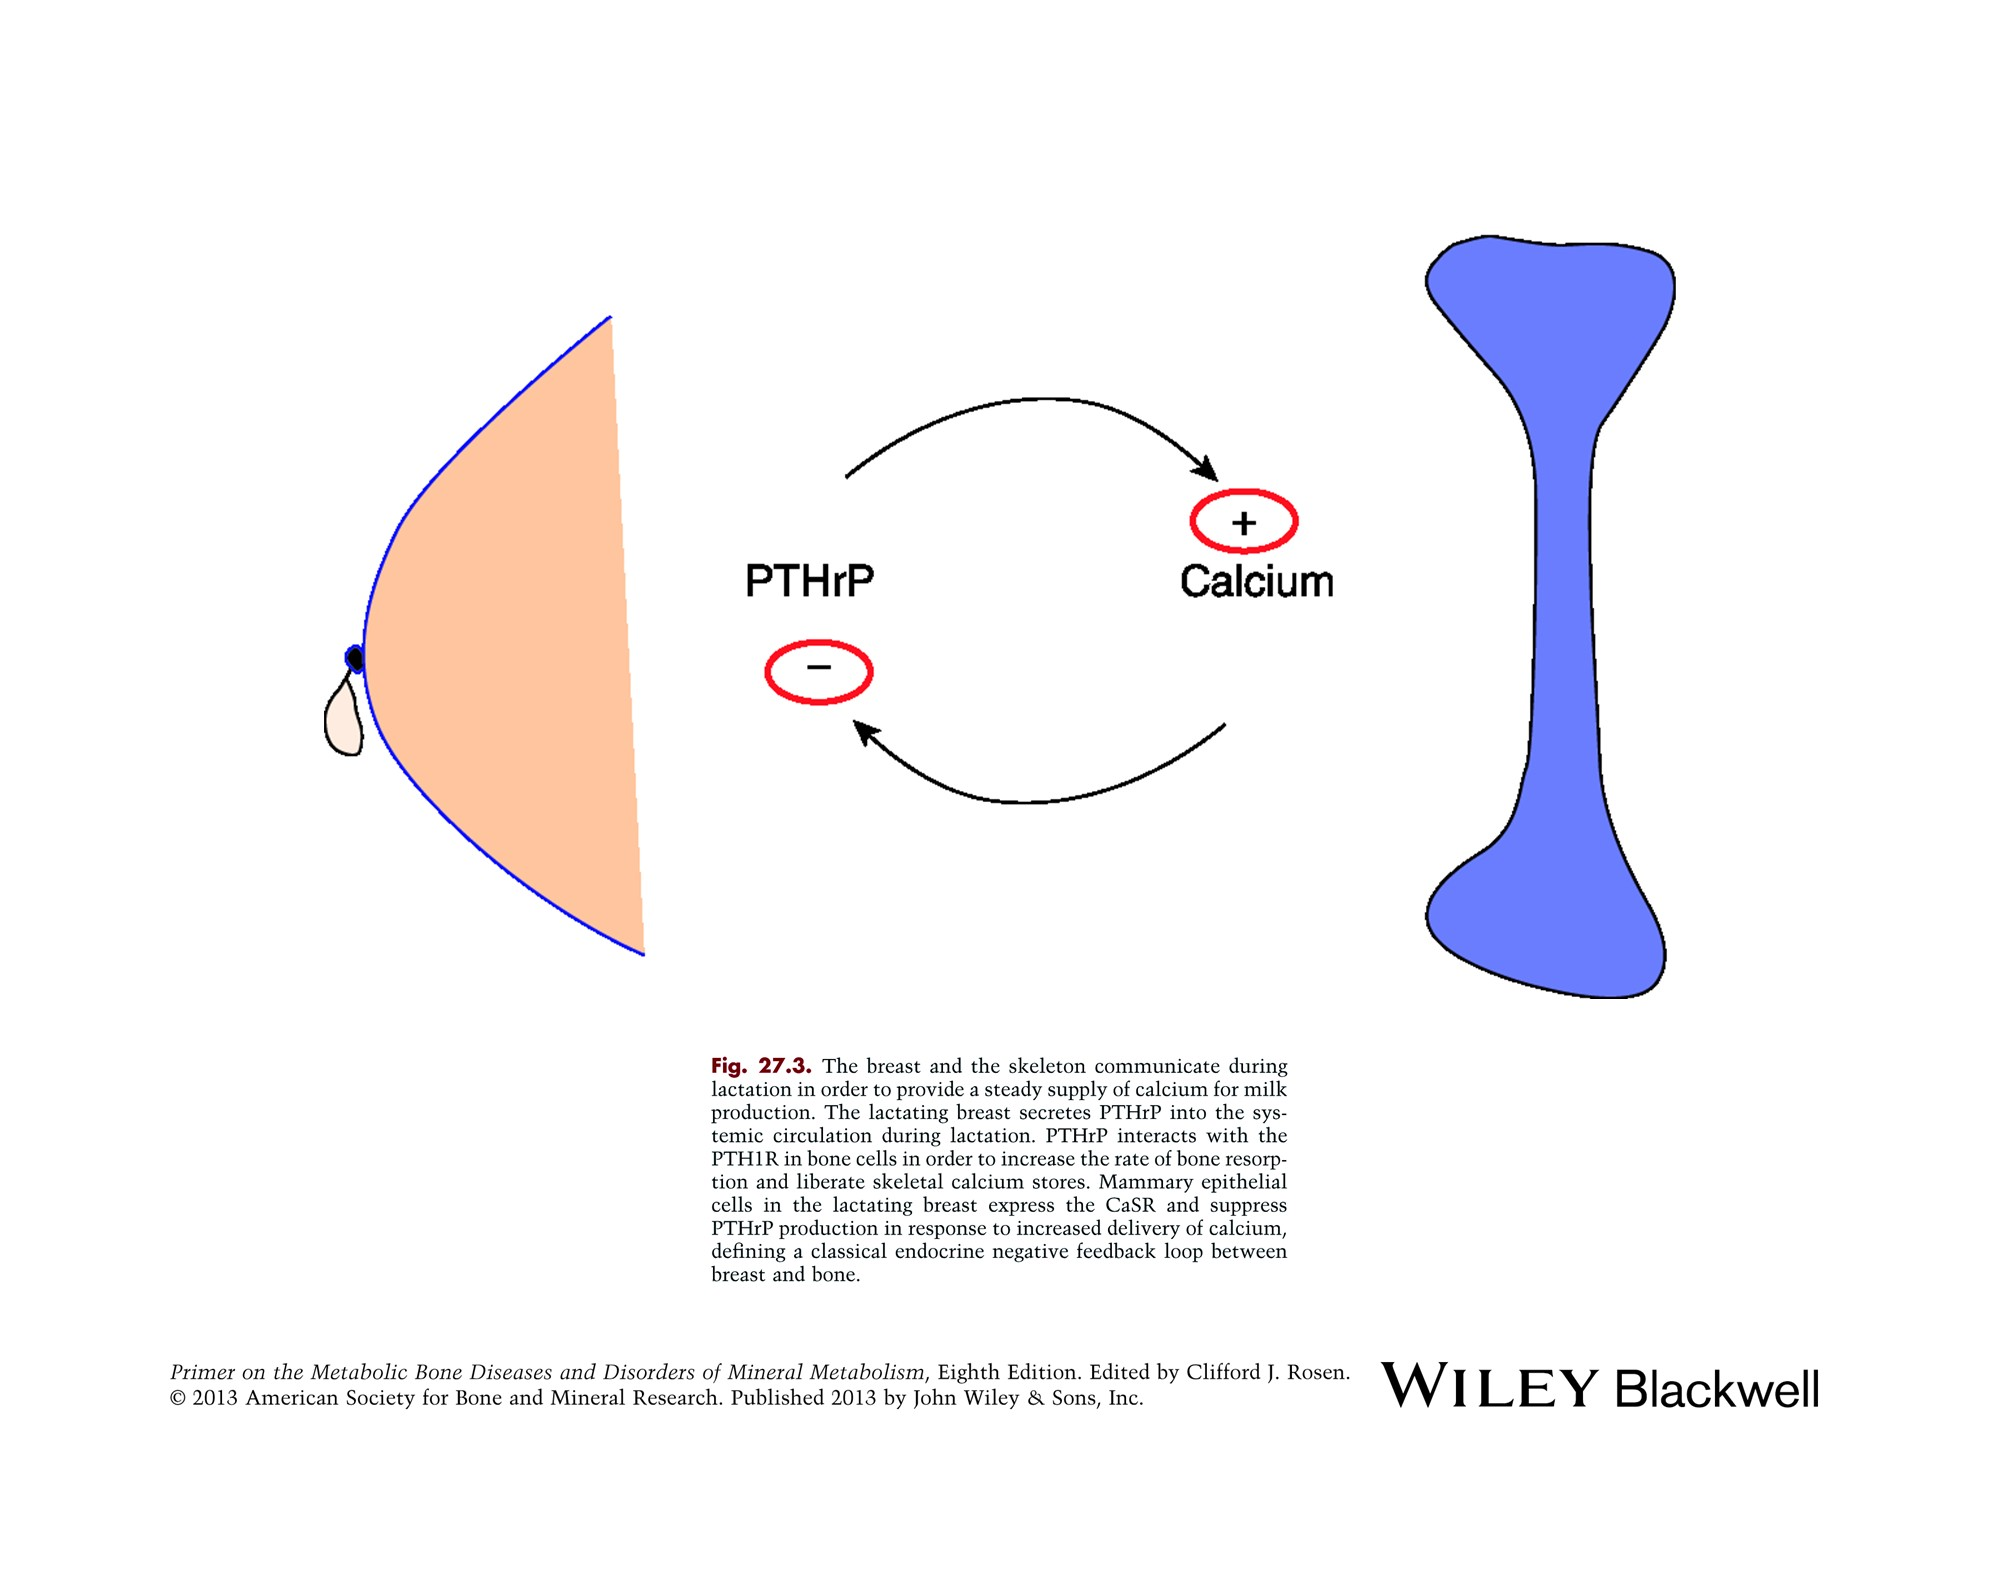 +
PTHrP
Calcium
−
Fig. 27.3. The breast and the skeleton communicate during
lactation in order to provide a steady supply of calcium for milk
production. The lactating breast secretes PTHrP into the sys-
temic circulation during lactation. PTHrP interacts with the
PTH1R in bone cells in order to increase the rate of bone resorp-
tion and liberate skeletal calcium stores. Mammary epithelial
cells in the lactating breast express the CaSR and suppress
PTHrP production in response to increased delivery of calcium,
defining a classical endocrine negative feedback loop between
breast and bone.
Primer on the Metabolic Bone Diseases and Disorders of Mineral Metabolism, Eighth Edition. Edited by Clifford J. Rosen.
© 2013 American Society for Bone and Mineral Research. Published 2013 by John Wiley & Sons, Inc.
WILEY Blackwell